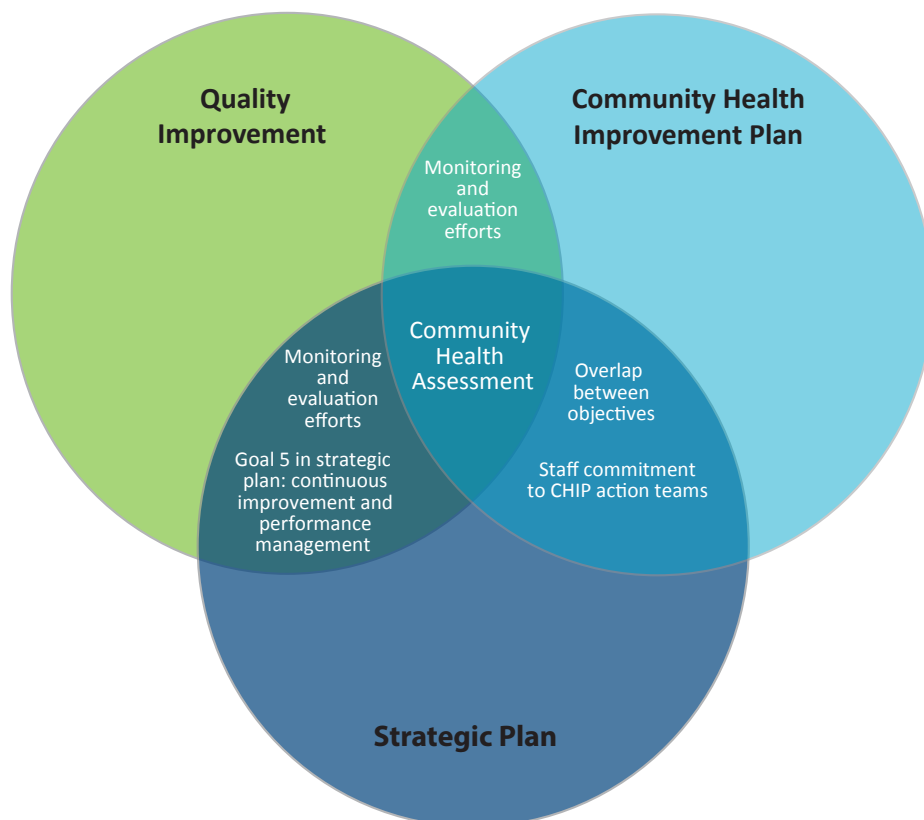 Quality
Improvement
Community Health
Improvement Plan
Monitoring
and
evaluation
efforts
Community
Health
Assessment
Monitoring
and
evaluation
efforts
Goal 5 in strategic
plan: continuous
improvement and
performance
management
Overlap
between
objectives
Staff commitment
to CHIP action teams
Strategic Plan